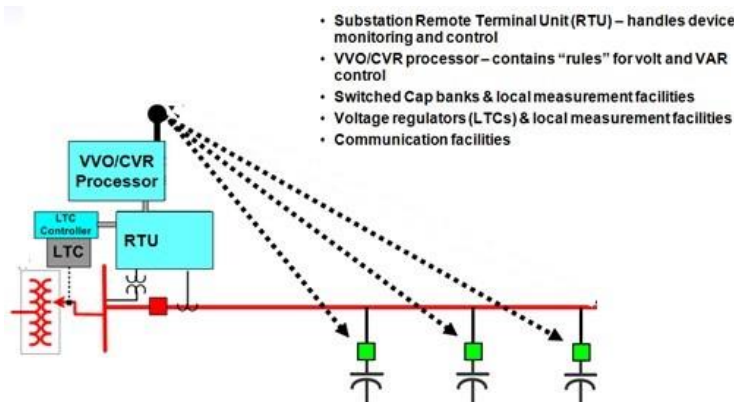 • Substation Remote Terminal Unit (RTU) – handles device
monitoring and control
• VVO/CVR processor – contains “rules” for volt and VAR
control
• Switched Cap banks & local measurement facilities
• Voltage regulators (LTCs) & local measurement facilities
• Communication facilities
VVO/CVR
Processor
LTC
Controller
LTC
RTU